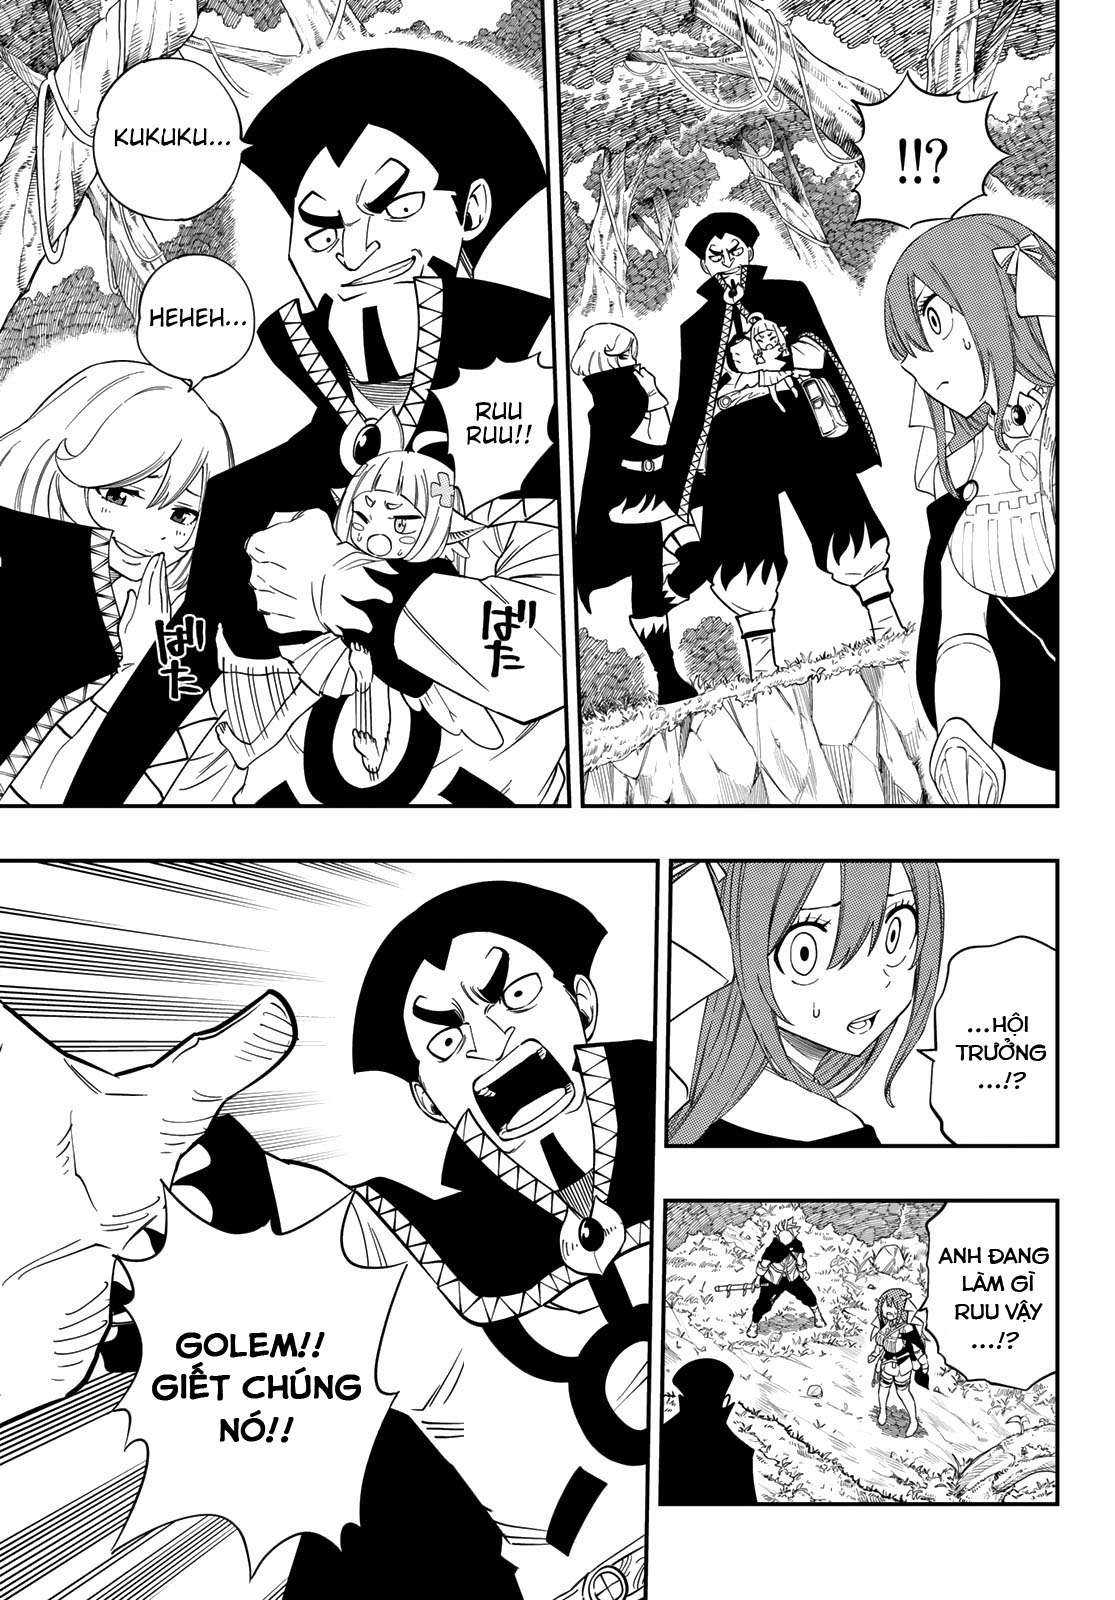 !!?
KUKUKU...
HEHEH...
RUU
RUU!!
ばた
ばた
...HỘI
TRƯỞNG
...!?
ANH ĐANG
LÀM GÌ
RUU VẬY
...!?
GOLEM!!
GIẾT CHÚNG
NÓ!!